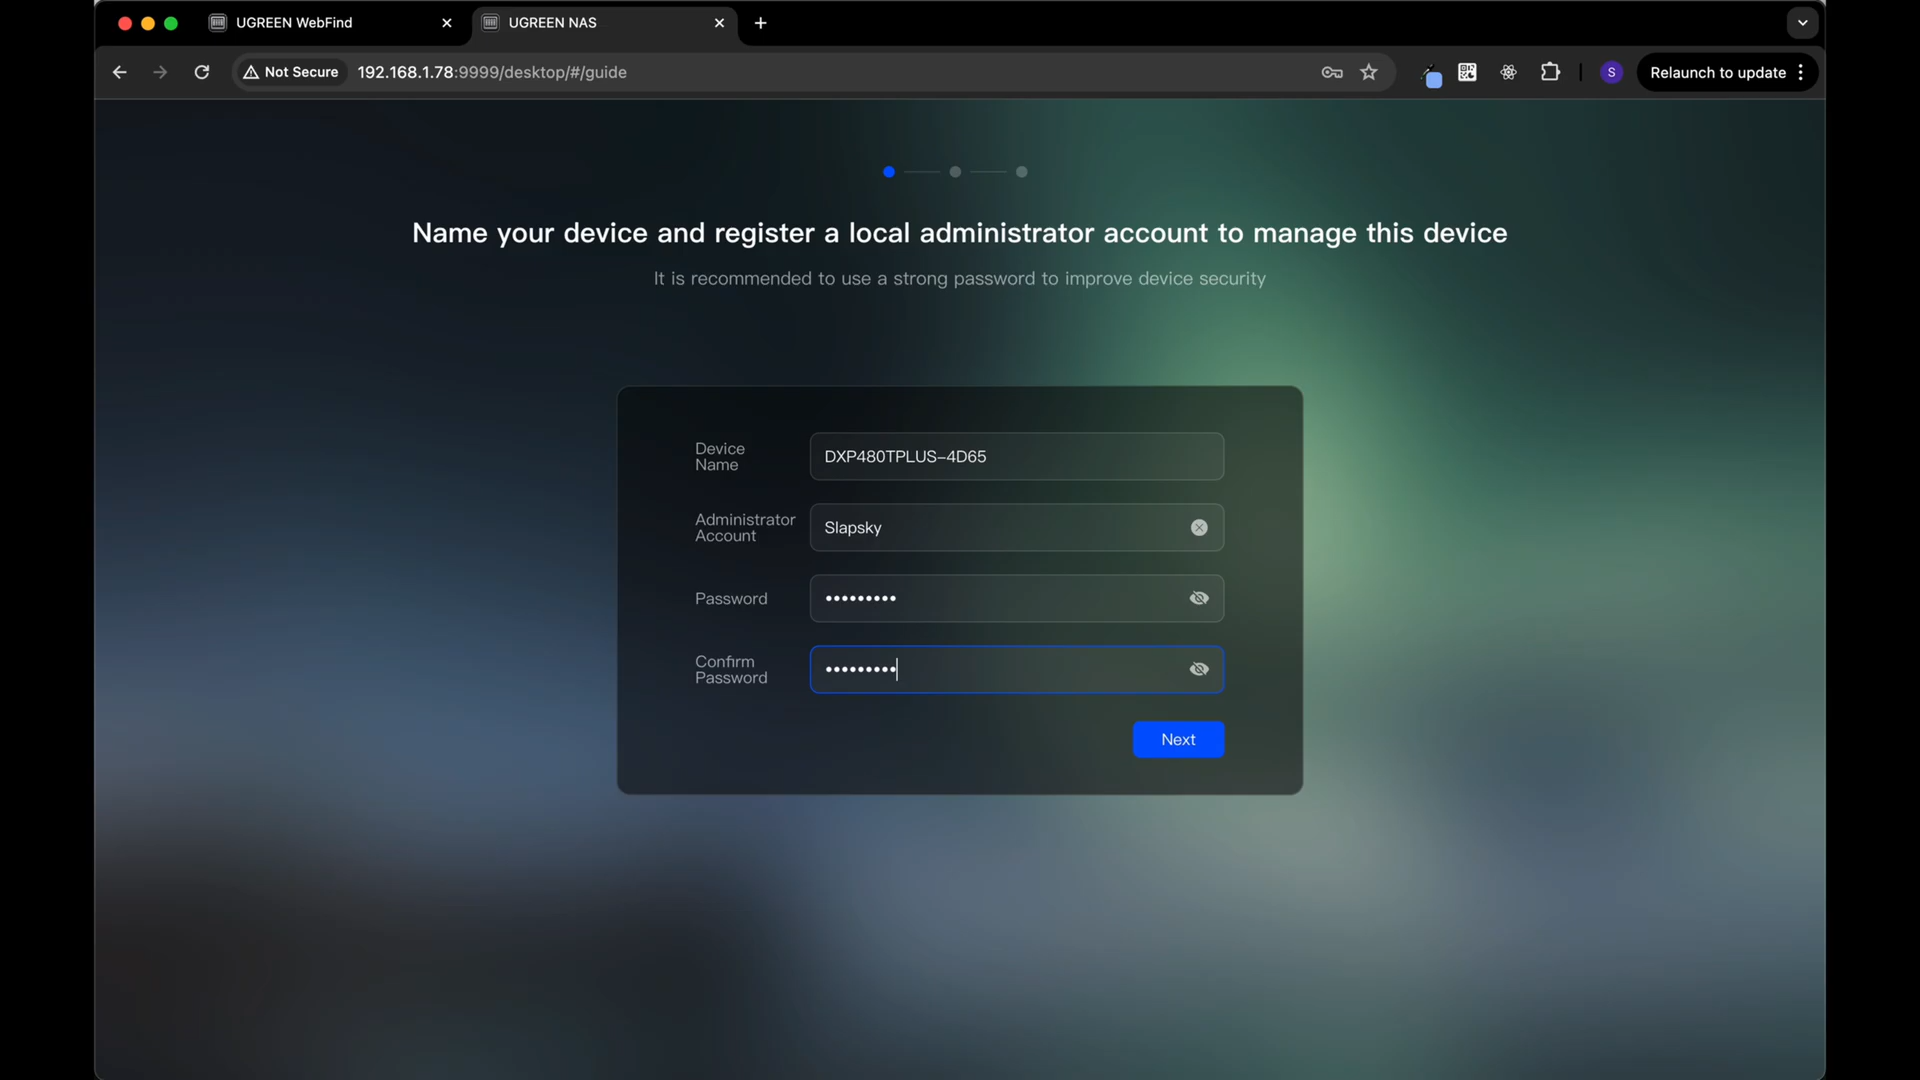 UGREEN WebFind
UGREEN NAS
Not Secure
192.168.1.78:9999/desktop/#/guide
S
Relaunch to update
Name your device and register a local administrator account to manage this device
It is recommended to use a strong password to improve device security
Device
Name
DXP480TPLUS-4D65
Administrator
Account
Slapsky
Password
•••••••••
Confirm
Password
•••••••••
Next